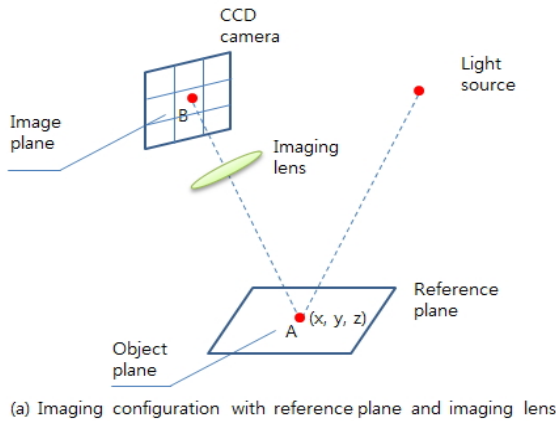 CCD
camera
Light
source
B
Image
plane
Imaging
lens
Reference
plane
(x, y, z)
A
Object
plane
(a) Imaging configuration with reference plane and imaging lens